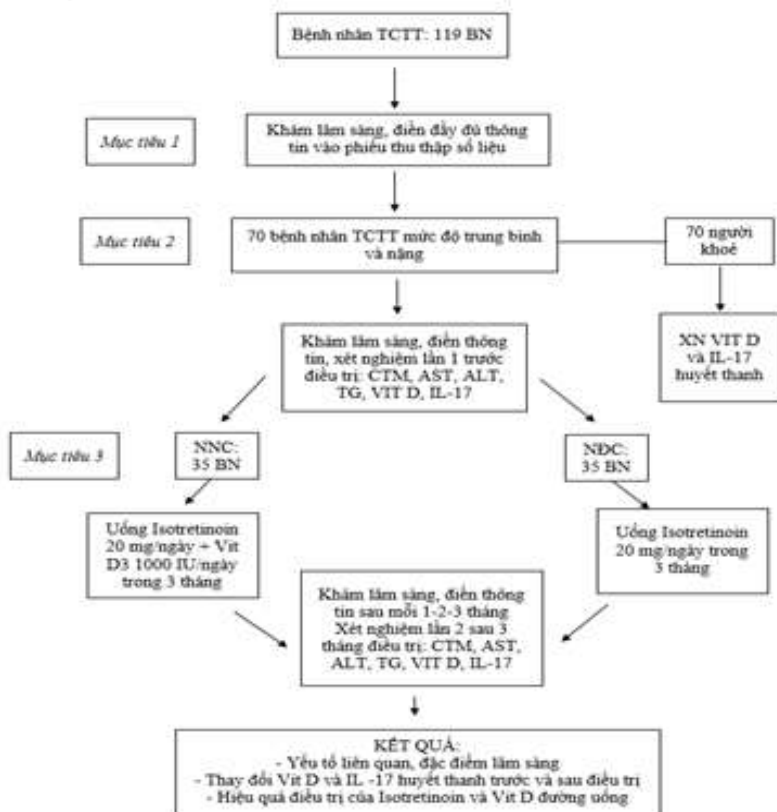 Bệnh nhân TCTT: 119 BN
Mục tiêu 1
Khám lâm sàng, điền đầy đủ thông
tin vào phiếu thu thập số liệu
Mục tiêu 2
70 bệnh nhân TCTT mức độ trung bình
và nặng
70 người
khoẻ
Khám lâm sàng, điền thông
tin, xét nghiệm lần 1 trước
điều trị: CTM, AST, ALT,
TG, VIT D, IL-17
XN VIT D
và IL-17
huyết thanh
Mục tiêu 3
NNC:
35 BN
NĐC:
35 BN
Uống Isotretinoin
20 mg/ngày + Vit
D3 1000 IU/ngày
trong 3 tháng
Uống Isotretinoin
20 mg/ngày trong
3 tháng
Khám lâm sàng, điền thông
tin sau mỗi 1-2-3 tháng
Xét nghiệm lần 2 sau 3
tháng điều trị: CTM, AST,
ALT, TG, VIT D, IL-17
KẾT QUẢ:
- Yếu tố liên quan, đặc điểm lâm sàng
- Thay đổi Vit D và IL -17 huyết thanh trước và sau điều trị
- Hiệu quả điều trị của Isotretinoin và Vit D đường uống